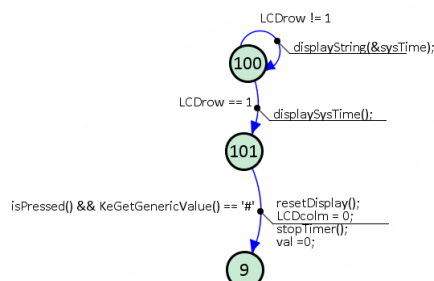 LCDrow != 1
displayString(&sysTime);
100
LCDrow == 1
displaySysTime();
101
isPressed() && KeGetGenericValue() == '#'
resetDisplay();
LCDcolm = 0;
stopTimer();
val =0;
9